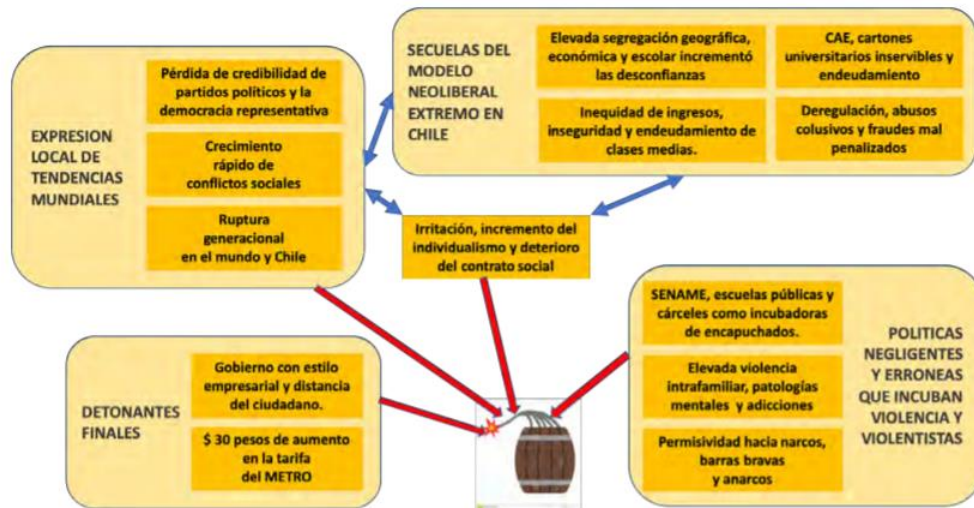 EXPRESION
LOCAL DE
TENDENCIAS
MUNDIALES
Pérdida de credibilidad de
partidos políticos y la
democracia representativa
Crecimiento
rápido de
conflictos sociales
Ruptura
generacional
en el mundo y Chile
SECUELAS DEL
MODELO
NEOLIBERAL
EXTREMO EN
CHILE
Elevada segregación geográfica,
económica y escolar incrementó
las desconfianzas
CAE, cartones
universitarios inservibles y
endeudamiento
Inequidad de ingresos,
inseguridad y endeudamiento de
clases medias.
Deregulación, abusos
colusivos y fraudes mal
penalizados
Irritación, incremento del
individualismo y deterioro
del contrato social
DETONANTES
FINALES
Gobierno con estilo
empresarial y distancia
del ciudadano.
$ 30 pesos de aumento
en la tarifa
del METRO
SENAME, escuelas públicas y
cárceles como incubadoras
de encapuchados.
Elevada violencia
intrafamiliar, patologías
mentales y adicciones
Permisividad hacia narcos,
barras bravas
y anarcos
POLITICAS
NEGLIGENTES
Y ERRONEAS
QUE INCUBAN
VIOLENCIA Y
VIOLENTISTAS